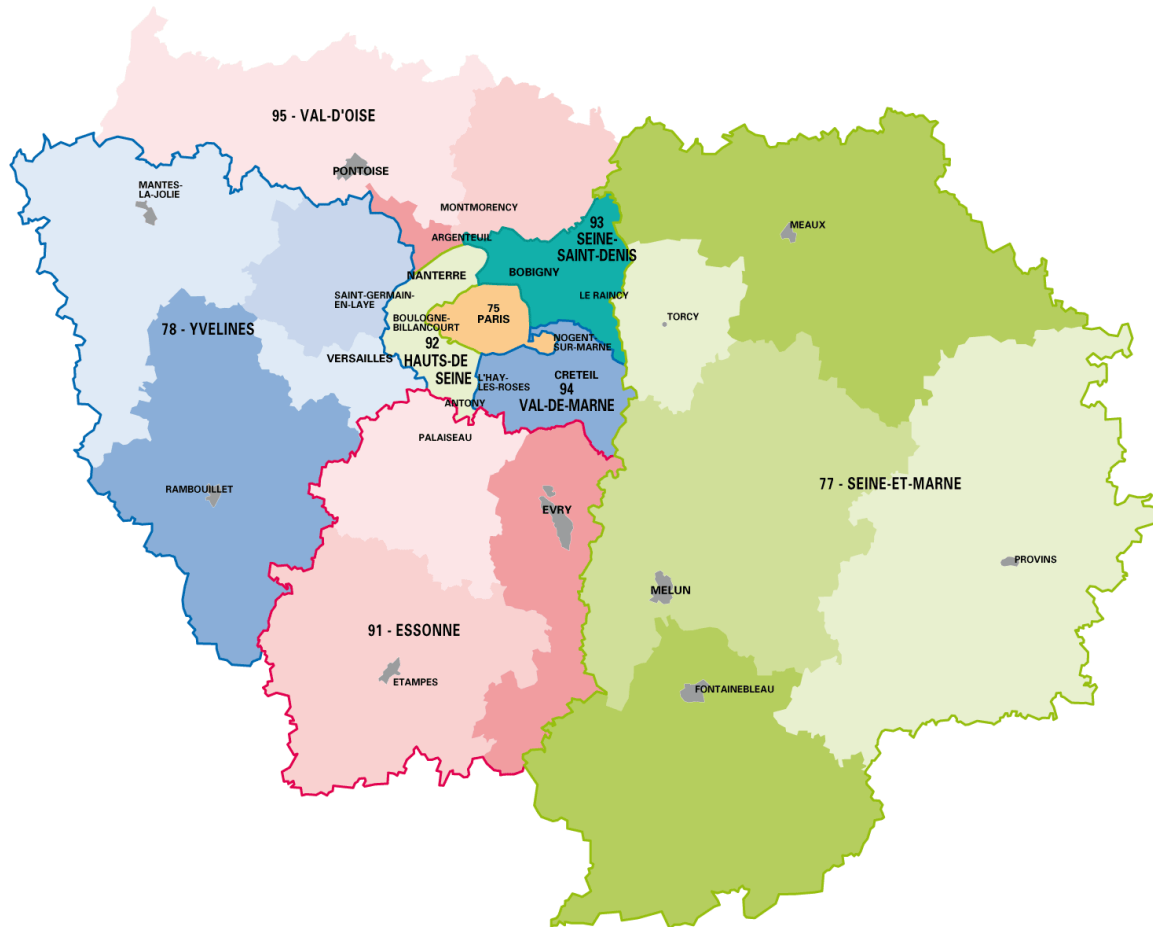 95 - VAL-D'OISE
PONTOISE
MANTES-
LA-JOLIE
MONTMORENCY
93
SEINE-
SAINT-DENIS
MEAUX
ARGENTEUIL
NANTERRE
BOBIGNY
SAINT-GERMAIN-
EN-LAYE
LE RAINCY
75
PARIS
BOULOGNE-
BILLANCOURT
TORCY
78 - YVELINES
92
HAUTS-DE
SEINE
NOGENT-
SUR-MARNE
VERSAILLES
L'HAY-
LES-ROSES
CRETEIL
94
VAL-DE-MARNE
ANTONY
PALAISEAU
77 - SEINE-ET-MARNE
RAMBOUILLET
EVRY
PROVINS
MELUN
91 - ESSONNE
ETAMPES
FONTAINEBLEAU